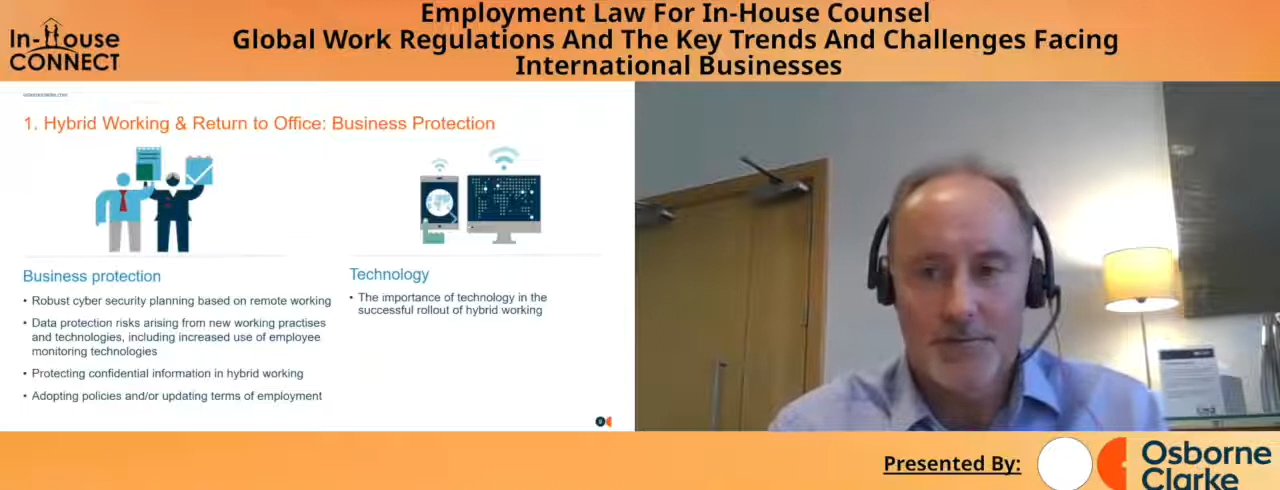 Employment Law For In-House Counsel
Global Work Regulations And The Key Trends And Challenges Facing
International Businesses
In-House
CONNECT
1. Hybrid Working & Return to Office: Business Protection
Business protection
• Robust cyber security planning based on remote working
• Data protection risks arising from new working practises
and technologies, including increased use of employee
monitoring technologies
• Protecting confidential information in hybrid working
• Adopting policies and/or updating terms of employment
Technology
• The importance of technology in the
successful rollout of hybrid working
Presented By:
Osborne
Clarke